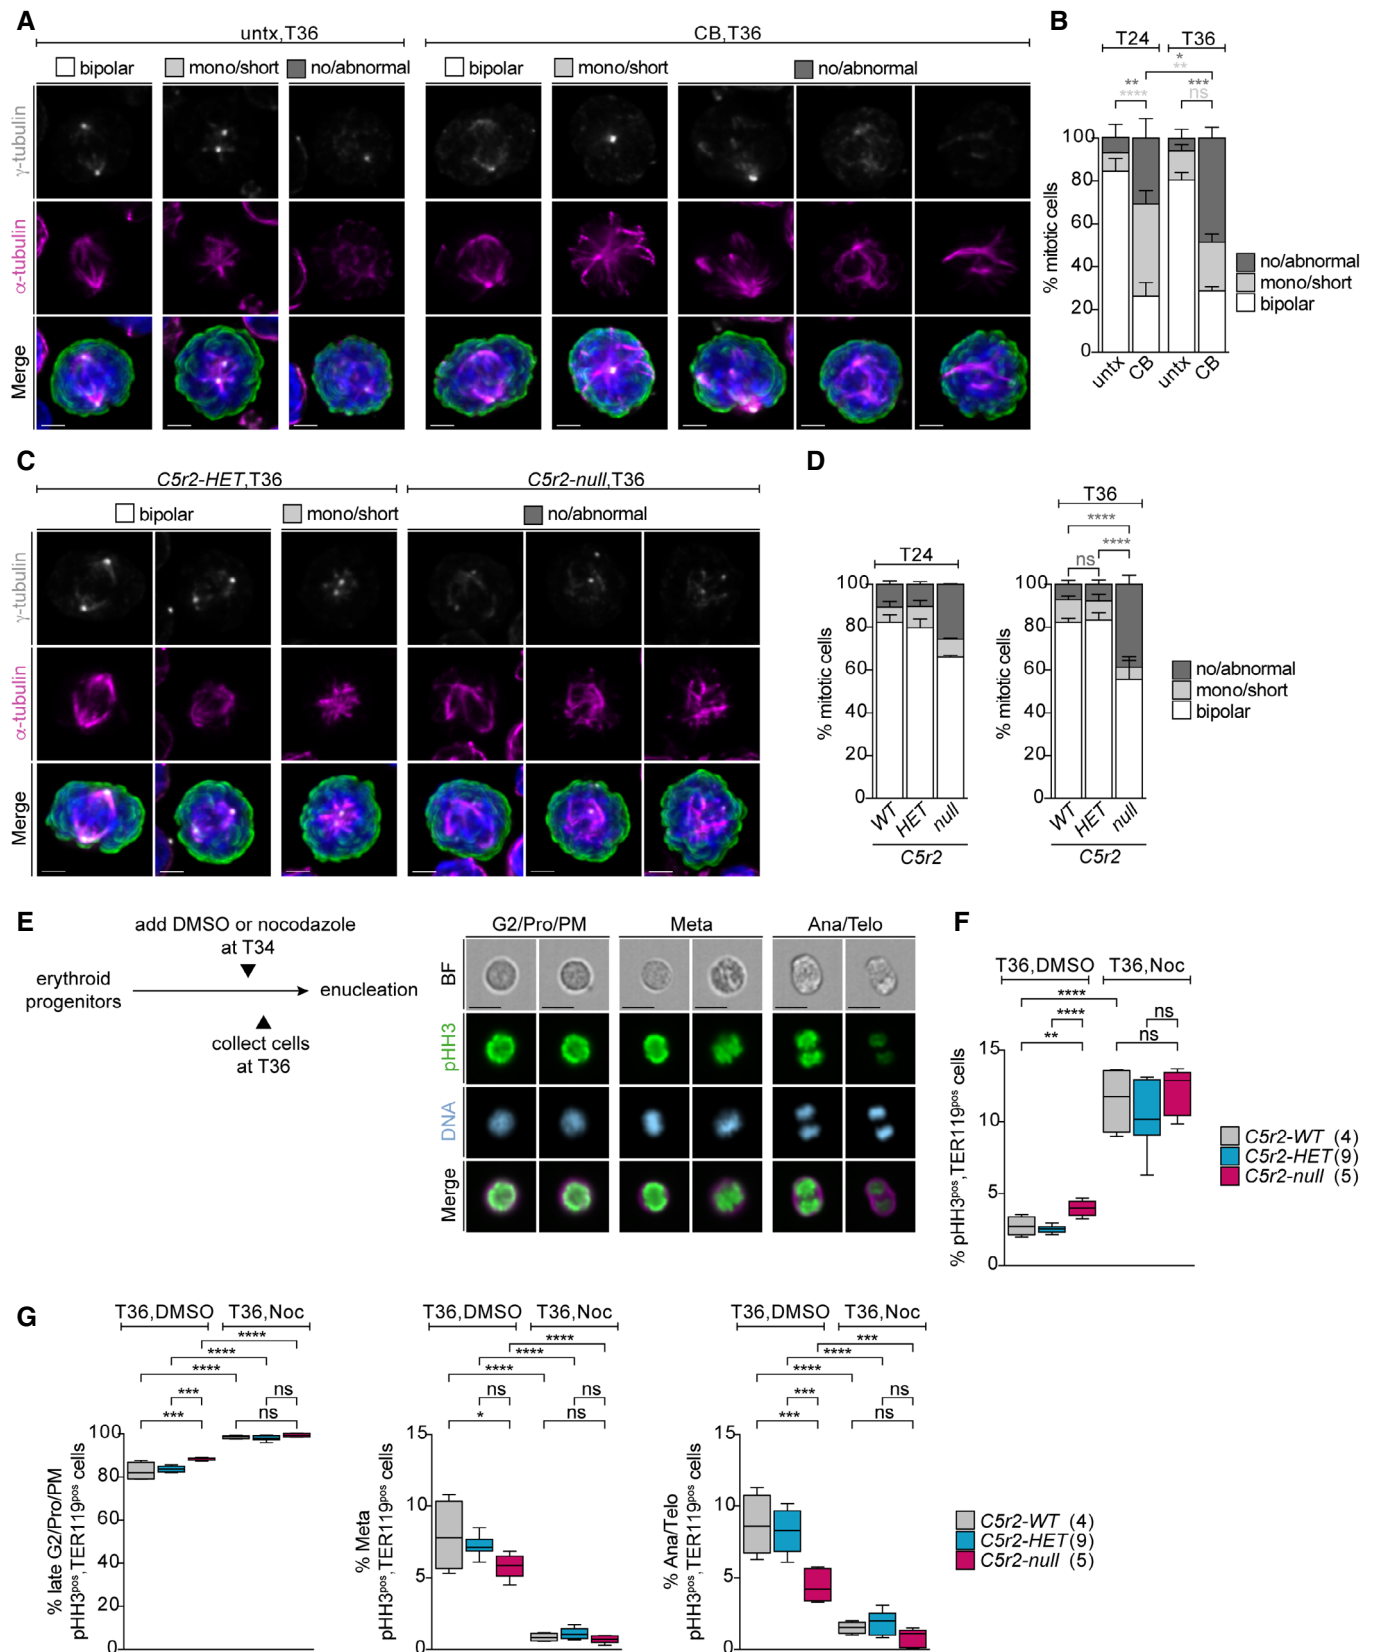 A
untx,T36
CB,T36
bipolar
mono/short
no/abnormal
bipolar
mono/short
no/abnormal
γ-tubulin
α-tubulin
Merge
B
T24
T36
*
**
**
****
***
ns
% mitotic cells
100
80
60
40
20
0
untx
CB
untx
CB
no/abnormal
mono/short
bipolar
C
C5r2-HET,T36
C5r2-null,T36
bipolar
mono/short
no/abnormal
γ-tubulin
α-tubulin
Merge
D
T24
% mitotic cells
100
80
60
40
20
0
WT
HET
null
C5r2
T36
****
****
ns
% mitotic cells
100
80
60
40
20
0
WT
HET
null
C5r2
no/abnormal
mono/short
bipolar
E
add DMSO or nocodazole
at T34
erythroid
progenitors
enucleation
collect cells
at T36
G2/Pro/PM
Meta
Ana/Telo
BF
pHH3
DNA
Merge
F
T36,DMSO
T36,Noc
****
****
**
ns
ns
% pHH3pos,TER119pos cells
15
10
5
0
C5r2-WT (4)
C5r2-HET (9)
C5r2-null (5)
G
T36,DMSO
T36,Noc
****
****
****
***
ns
***
ns
% late G2/Pro/PM
pHH3pos,TER119pos cells
100
80
60
40
20
0
T36,DMSO
T36,Noc
****
****
****
ns
ns
*
ns
% Meta
pHH3pos,TER119pos cells
15
10
5
0
T36,DMSO
T36,Noc
***
****
****
***
ns
***
ns
% Ana/Telo
pHH3pos,TER119pos cells
15
10
5
0
C5r2-WT (4)
C5r2-HET (9)
C5r2-null (5)